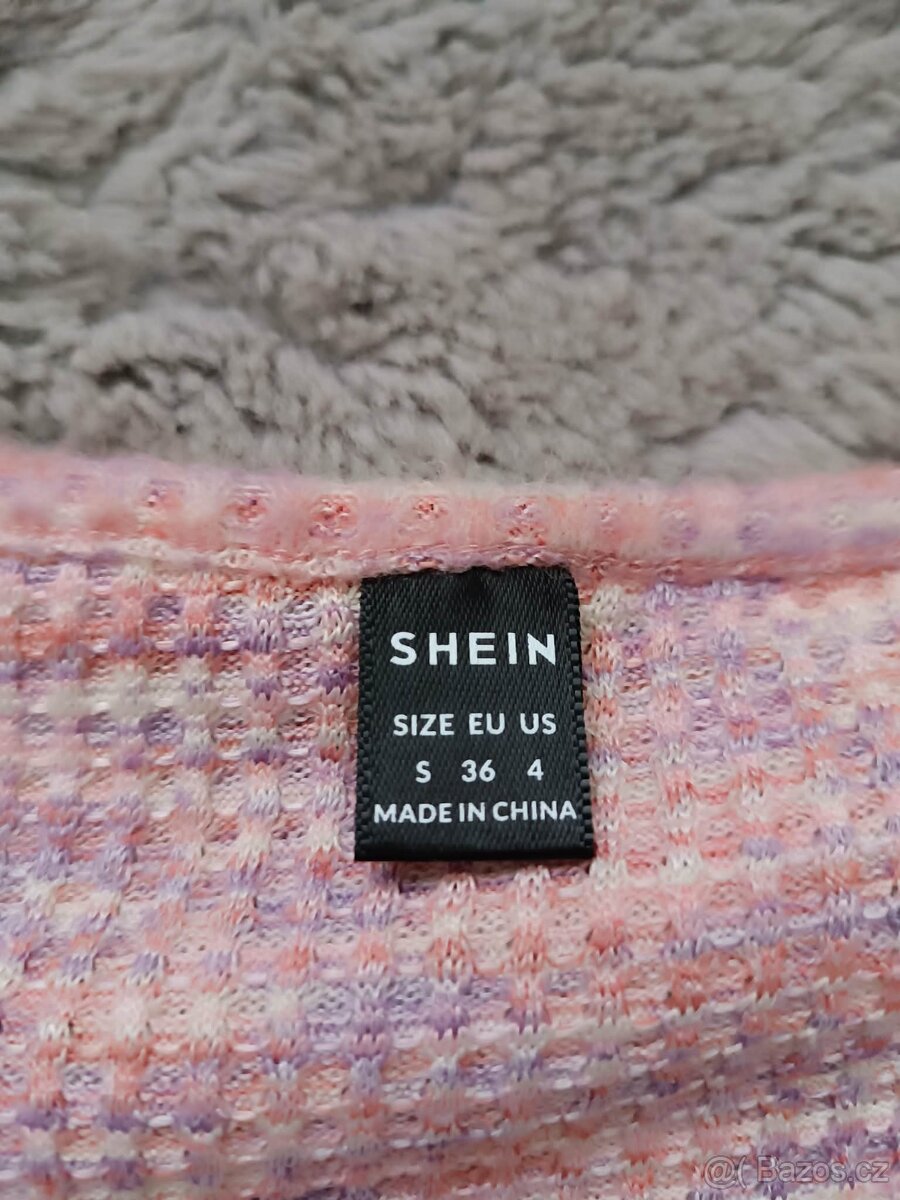 SHEIN
SIZE EU US
S 36 4
MADE IN CHINA
@( Bazos.cz